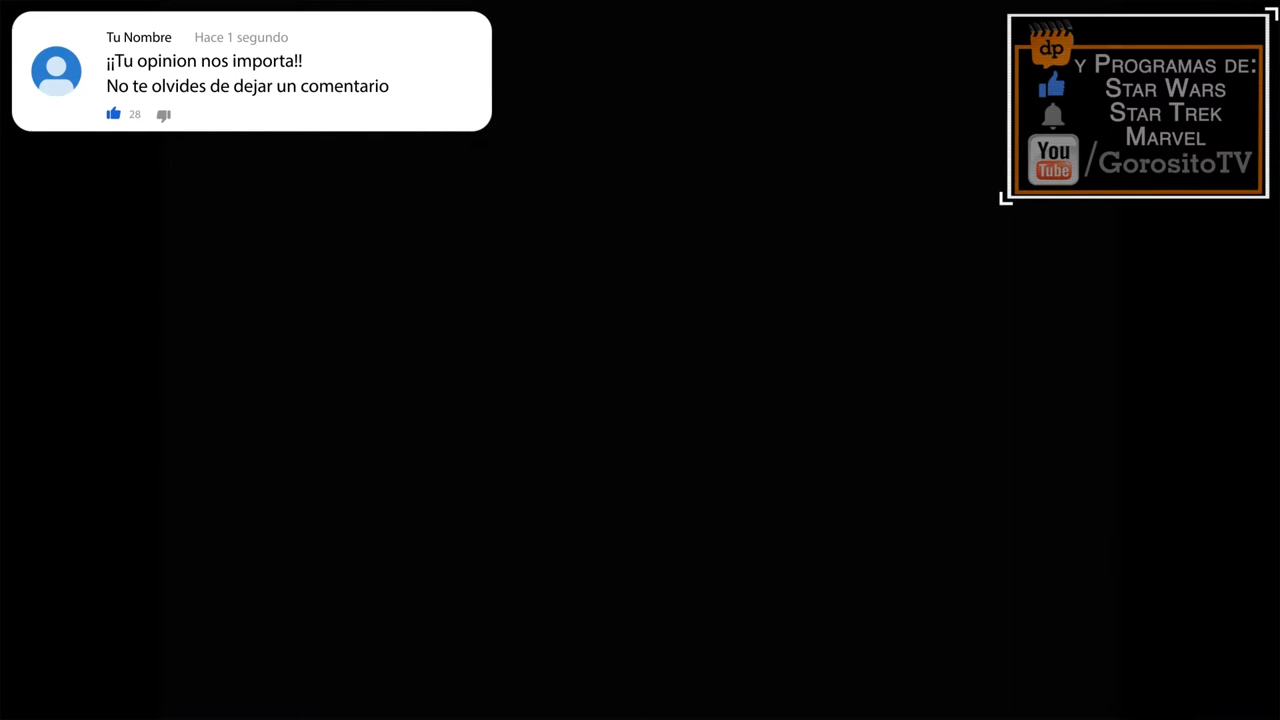 Tu Nombre Hace 1 segundo
¡¡Tu opinion nos importa!!
No te olvides de dejar un comentario
28
dp
y Programas de:
Star Wars
Star Trek
Marvel
You
Tube
/GorositoTV